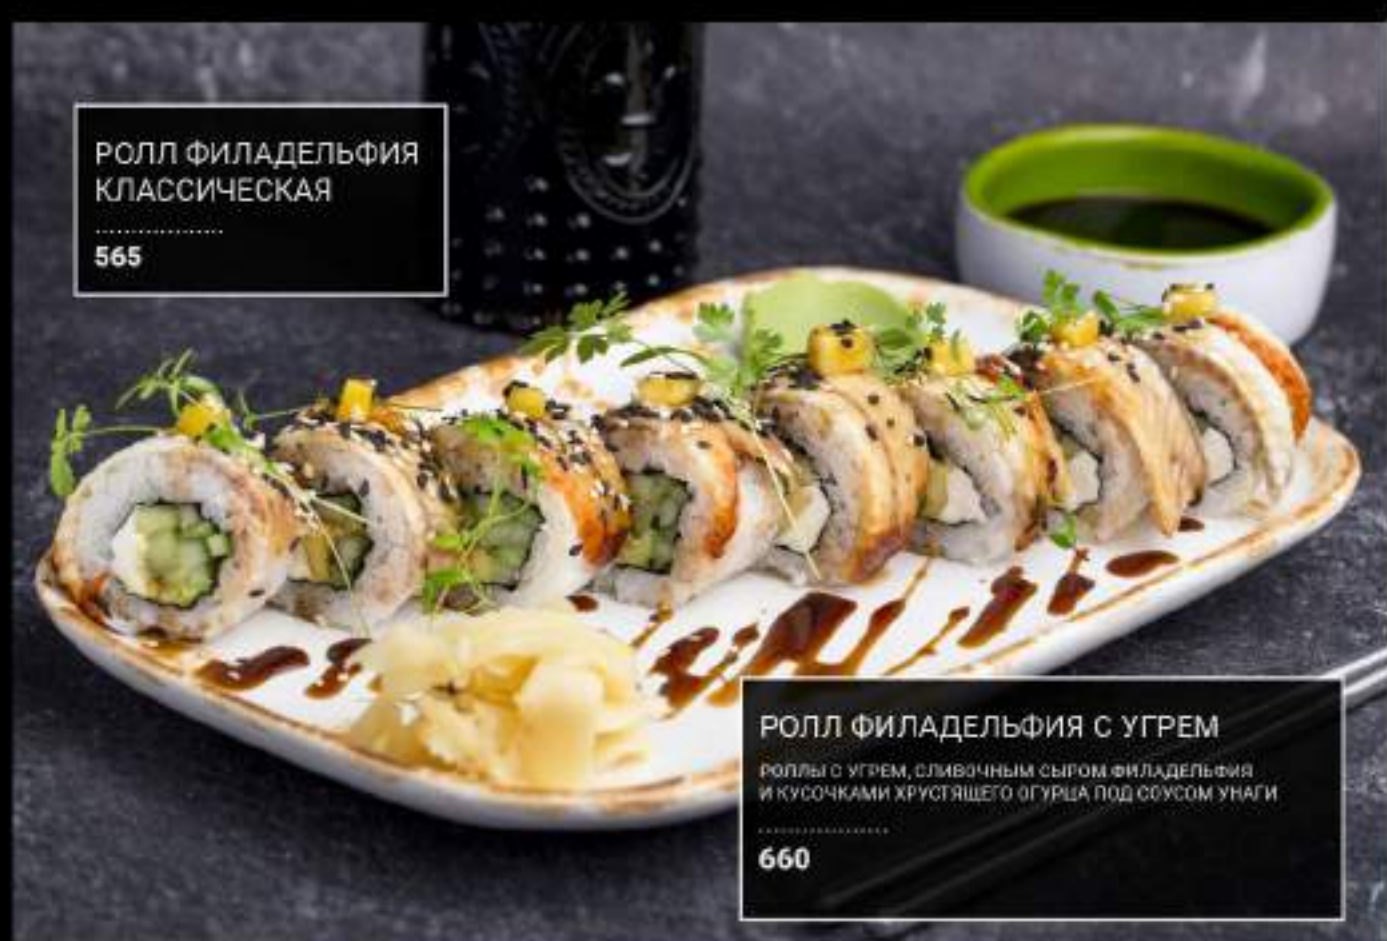 РОЛЛ ФИЛАДЕЛЬФИЯ
КЛАССИЧЕСКАЯ
565
РОЛЛ ФИЛАДЕЛЬФИЯ С УГРЕМ
РОЛЛЫ С УГРЕМ, СЛИВОЧНЫМ СЫРОМ ФИЛАДЕЛЬФИЯ
И КУСОЧКАМИ ХРУСТЯЩЕГО ОГУРЦА ПОД СОУСОМ УНАГИ
660